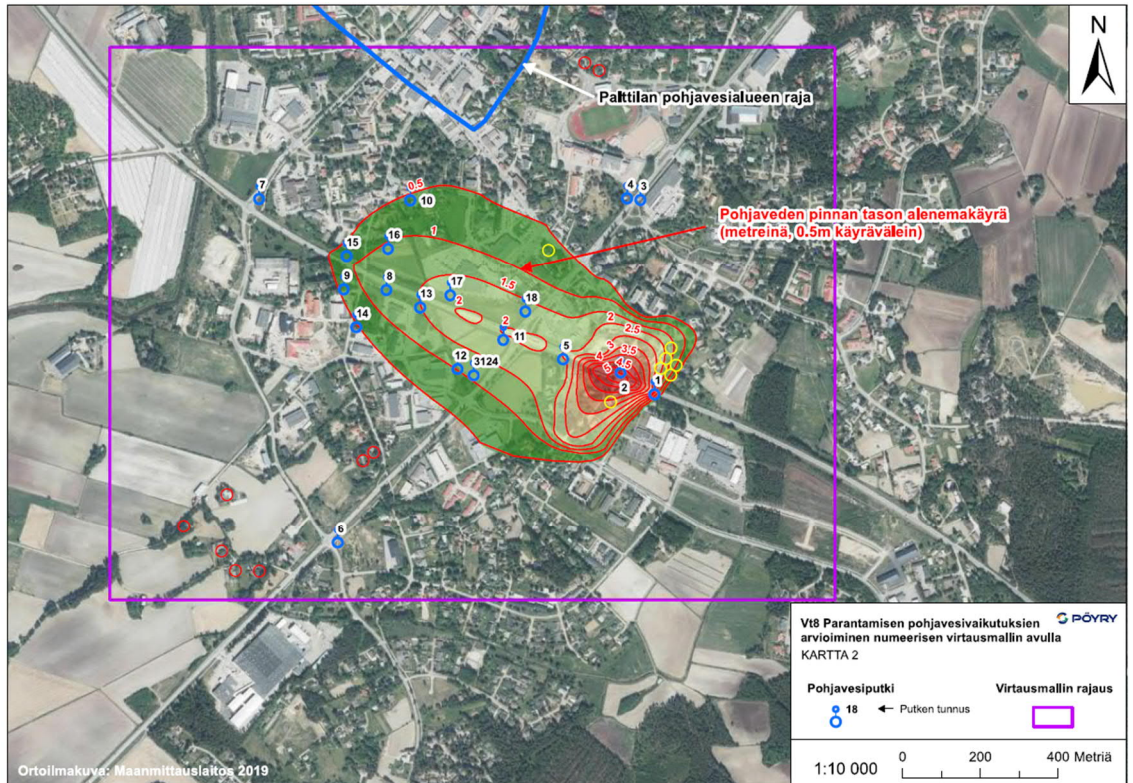 N
Palttilan pohjavesialueen raja
7
4 3
0.5
10
Pohjaveden pinnan tason alenemakäyrä
(metreinä, 0.5m käyrävälein)
1
16
15
9
8
1.5
17
13
2
18
14
2
11
2
2.5
3
3.5
4
4.5
5
5
12
3124
2
1
6
Vt8 Parantamisen pohjavesivaikutuksien
arvioiminen numeerisen virtausmallin avulla
PÖYRY
KARTTA 2
Pohjavesiputki
Virtausmallin rajaus
18
Putken tunnus
1:10 000
0 200 400 Metriä
Ortoilmakuva: Maanmittauslaitos 2019